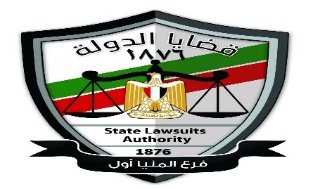 قضايا الدولة
١٨٧٦
State Lawsuits
Authority
1876
فرع المنيا أول